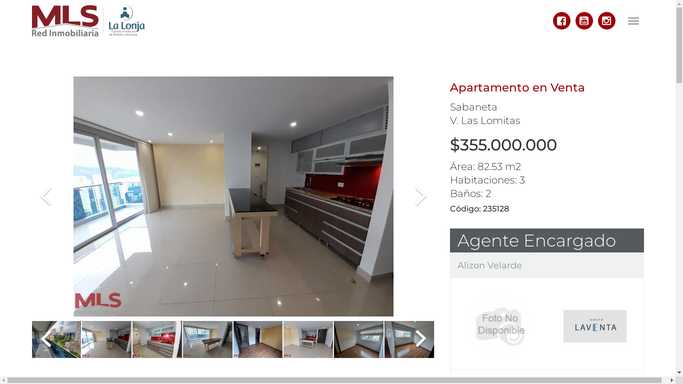 MLS
Red Inmobiliaria
La Lonja
Apartamento en Venta
Sabaneta
V. Las Lomitas
$355.000.000
Área: 82.53 m2
Habitaciones: 3
Baños: 2
Código: 235128
Agente Encargado
Alizon Velarde
Foto No
Disponible
LAVENTA
MLS